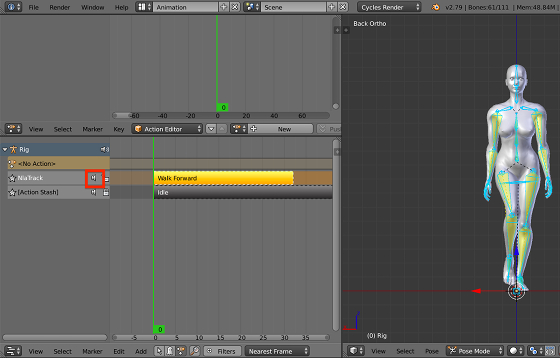 File Render Window Help Animation Scene Cycles Render v2.79 | Bones:61/111 | Mem:48.84M
Back Ortho
0
-60 -40 -20 0 20 40 60
View Select Marker Key Action Editor New Push
Rig
<No Action>
NlaTrack Walk Forward
[Action Stash] Idle
(0) Rig
0
-5 0 5 10 15 20 25 30 35
View Select Marker Edit Add Filters Nearest Frame View Select Pose Pose Mode